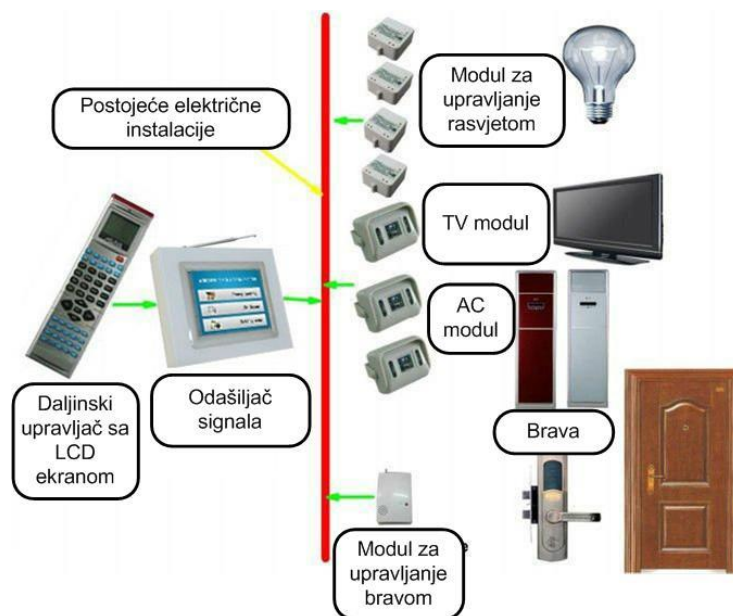 Modul za
upravljanje
rasvjetom
Postojeće električne
instalacije
TV modul
AC
modul
Daljinski
upravljač sa
LCD
ekranom
Odašiljač
signala
Brava
Modul za
upravljanje
bravom